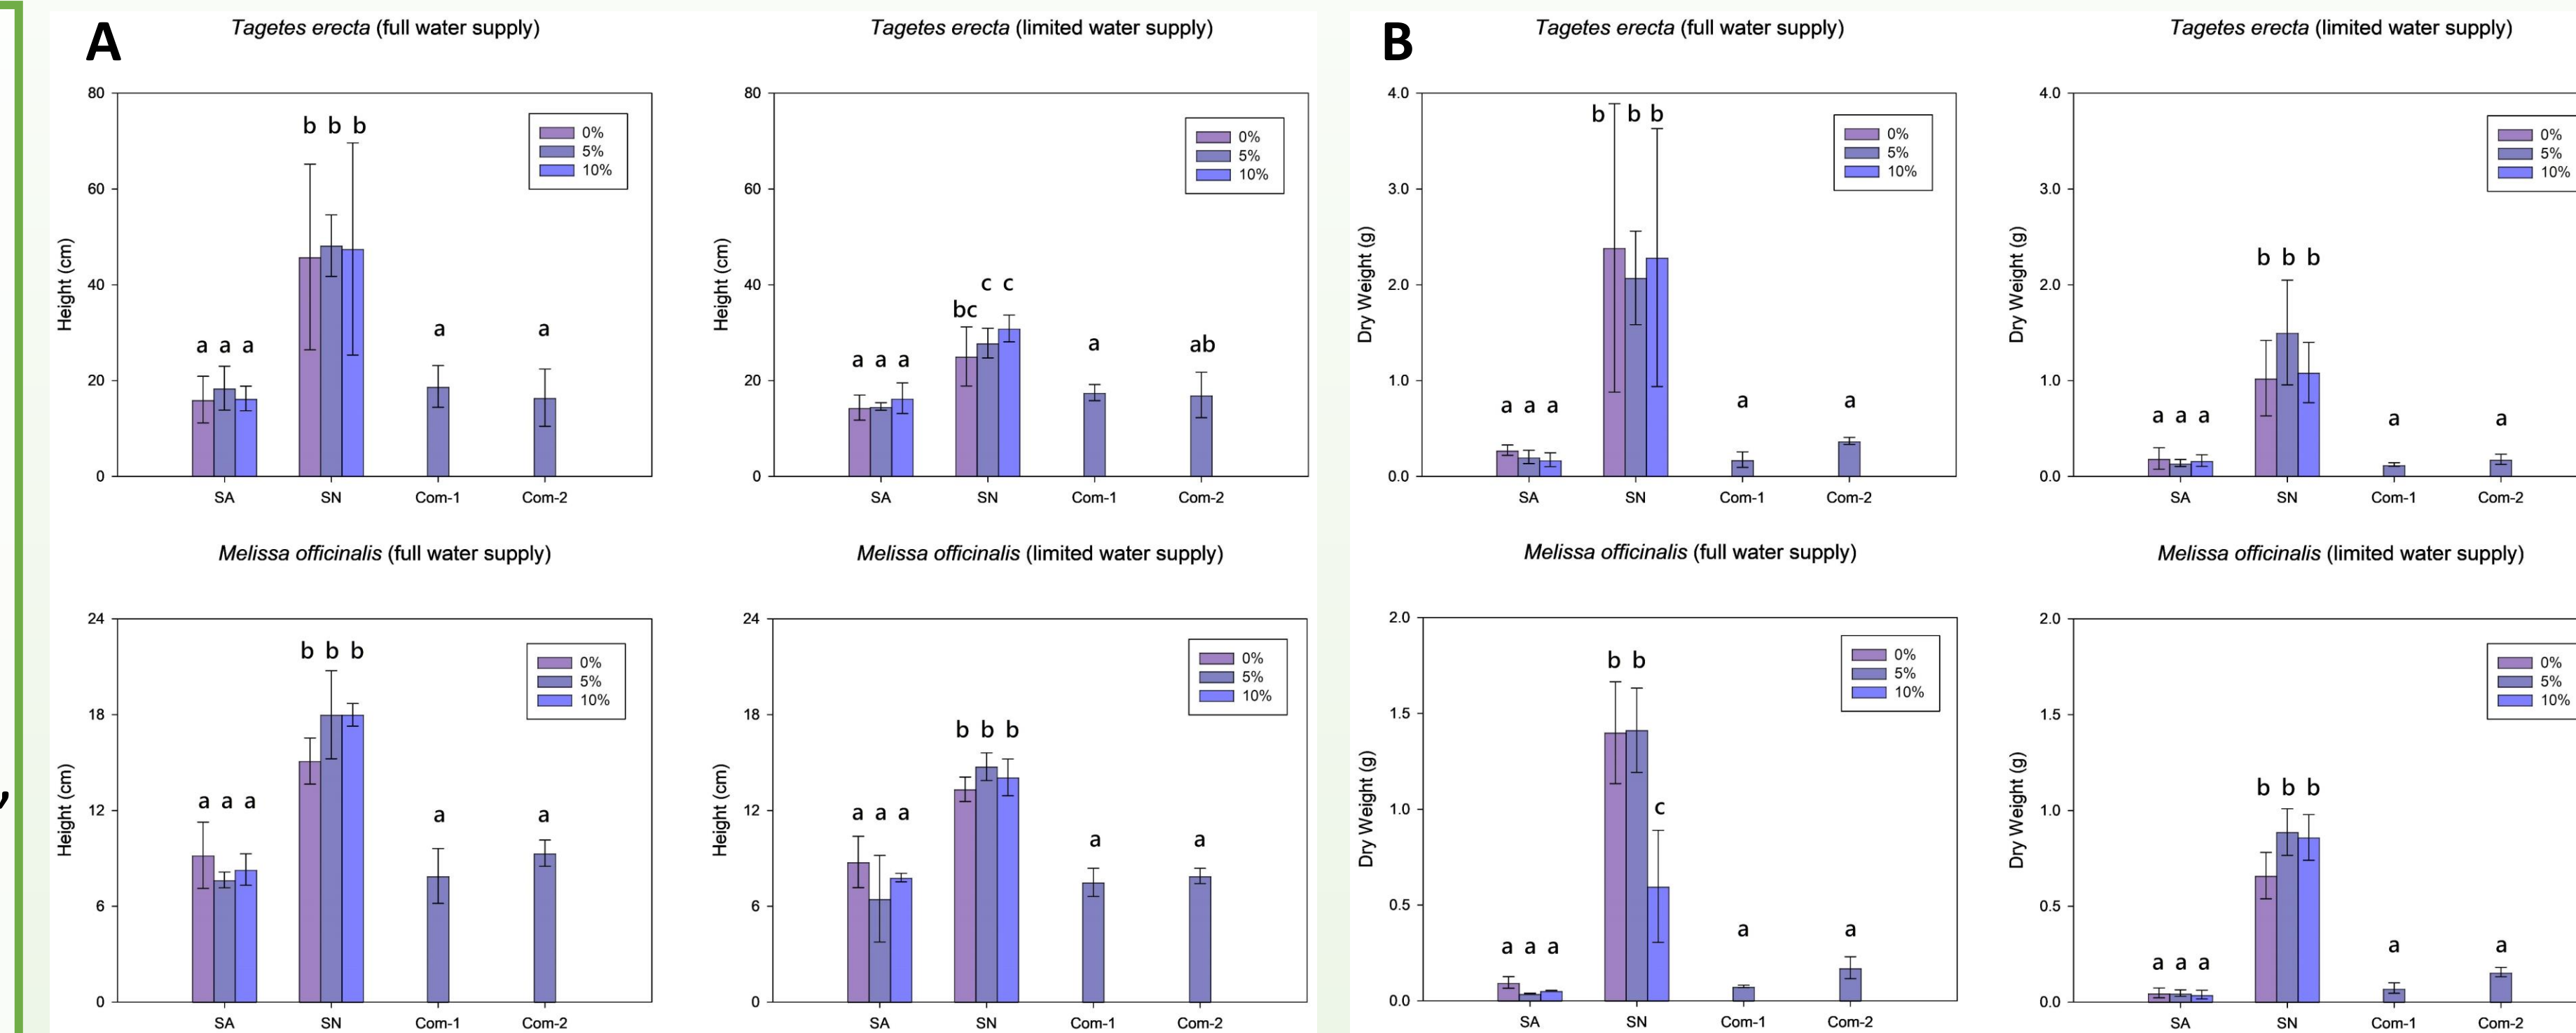 A
Tagetes erecta (full water supply)
80
60
40
20
0
Height (cm)
b b b
a a a
a
a
0%
5%
10%
SA SN Com-1 Com-2
Tagetes erecta (limited water supply)
80
60
40
20
0
Height (cm)
a a a
bc c c
a
ab
0%
5%
10%
SA SN Com-1 Com-2
Melissa officinalis (full water supply)
24
18
12
6
0
Height (cm)
a a a
b b b
a
a
0%
5%
10%
SA SN Com-1 Com-2
Melissa officinalis (limited water supply)
24
18
12
6
0
Height (cm)
a a a
b b b
a
a
0%
5%
10%
SA SN Com-1 Com-2
B
Tagetes erecta (full water supply)
4.0
3.0
2.0
1.0
0.0
Dry Weight (g)
a a a
b b b
a
a
0%
5%
10%
SA SN Com-1 Com-2
Tagetes erecta (limited water supply)
4.0
3.0
2.0
1.0
0.0
Dry Weight (g)
a a a
b b b
a
a
0%
5%
10%
SA SN Com-1 Com-2
Melissa officinalis (full water supply)
2.0
1.5
1.0
0.5
0.0
Dry Weight (g)
a a a
b b c
a
a
0%
5%
10%
SA SN Com-1 Com-2
Melissa officinalis (limited water supply)
2.0
1.5
1.0
0.5
0.0
Dry Weight (g)
a a a
b b b
a
a
0%
5%
10%
SA SN Com-1 Com-2